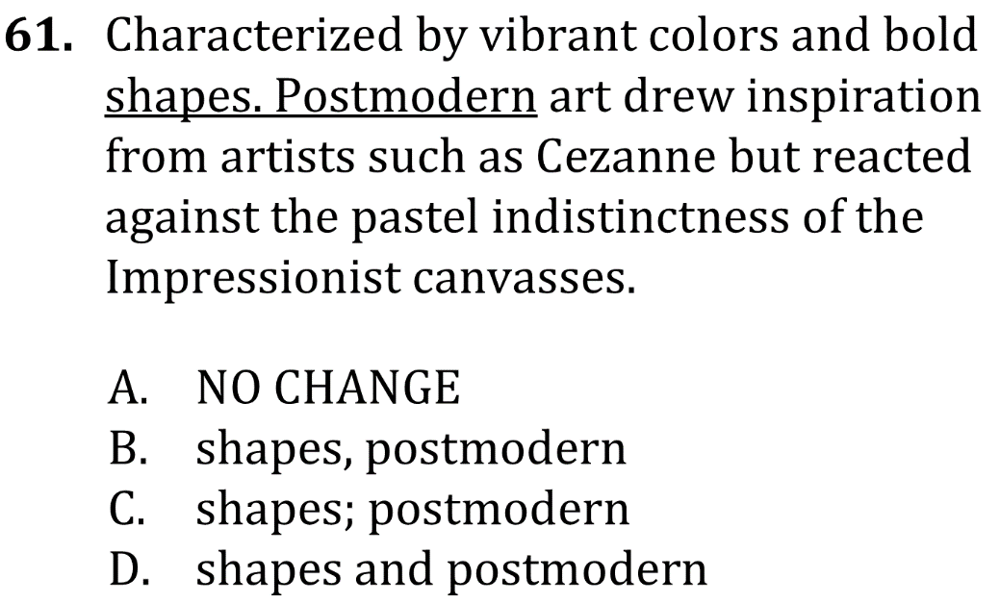 61. Characterized by vibrant colors and bold
shapes. Postmodern art drew inspiration
from artists such as Cezanne but reacted
against the pastel indistinctness of the
Impressionist canvasses.
A. NO CHANGE
B. shapes, postmodern
C. shapes; postmodern
D. shapes and postmodern